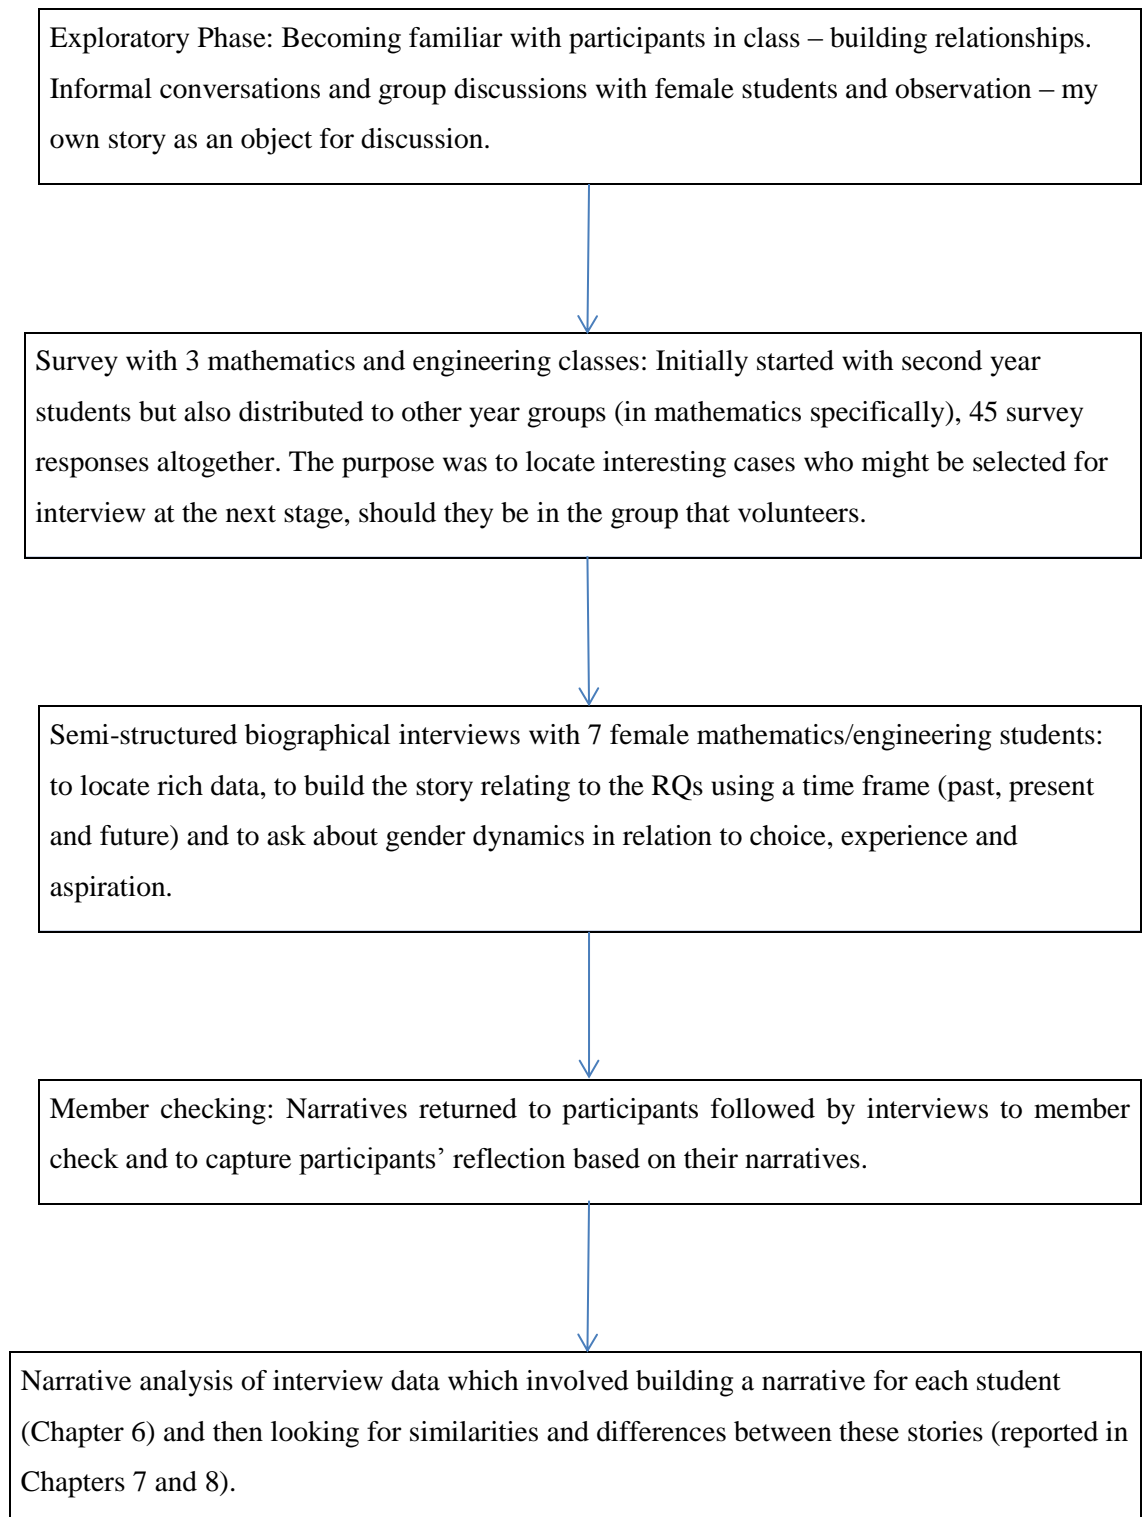 Exploratory Phase: Becoming familiar with participants in class – building relationships.
Informal conversations and group discussions with female students and observation – my
own story as an object for discussion.
Survey with 3 mathematics and engineering classes: Initially started with second year
students but also distributed to other year groups (in mathematics specifically), 45 survey
responses altogether. The purpose was to locate interesting cases who might be selected for
interview at the next stage, should they be in the group that volunteers.
Semi-structured biographical interviews with 7 female mathematics/engineering students:
to locate rich data, to build the story relating to the RQs using a time frame (past, present
and future) and to ask about gender dynamics in relation to choice, experience and
aspiration.
Member checking: Narratives returned to participants followed by interviews to member
check and to capture participants’ reflection based on their narratives.
Narrative analysis of interview data which involved building a narrative for each student
(Chapter 6) and then looking for similarities and differences between these stories (reported in
Chapters 7 and 8).